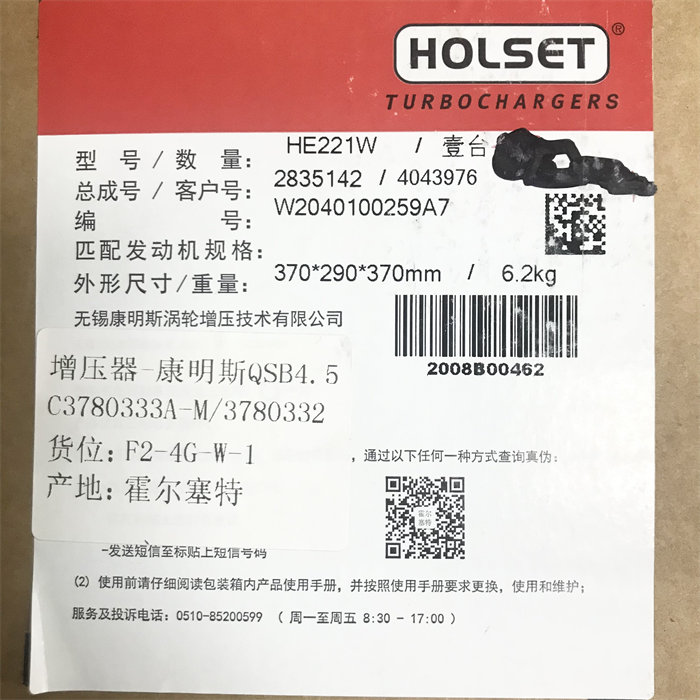 HOLSET®
TURBOCHARGERS
型 号 / 数 量： HE221W / 壹台
总成号 / 客户号： 2835142 / 4043976
编 号： W2040100259A7
匹配发动机规格：
外形尺寸/重量： 370*290*370mm / 6.2kg
无锡康明斯涡轮增压技术有限公司
2008B00462
增压器-康明斯QSB4.5
C3780333A-M/3780332
货位：F2-4G-W-1
产地：霍尔塞特
，通过以下任何一种方式查询真伪：
霍尔
塞特
-发送短信至标贴上短信号码
(2) 使用前请仔细阅读包装箱内产品使用手册，并按照使用手册要求更换，使用和维护；
服务及投诉电话：0510-85200599 （ 周一至周五 8:30 - 17:00 ）